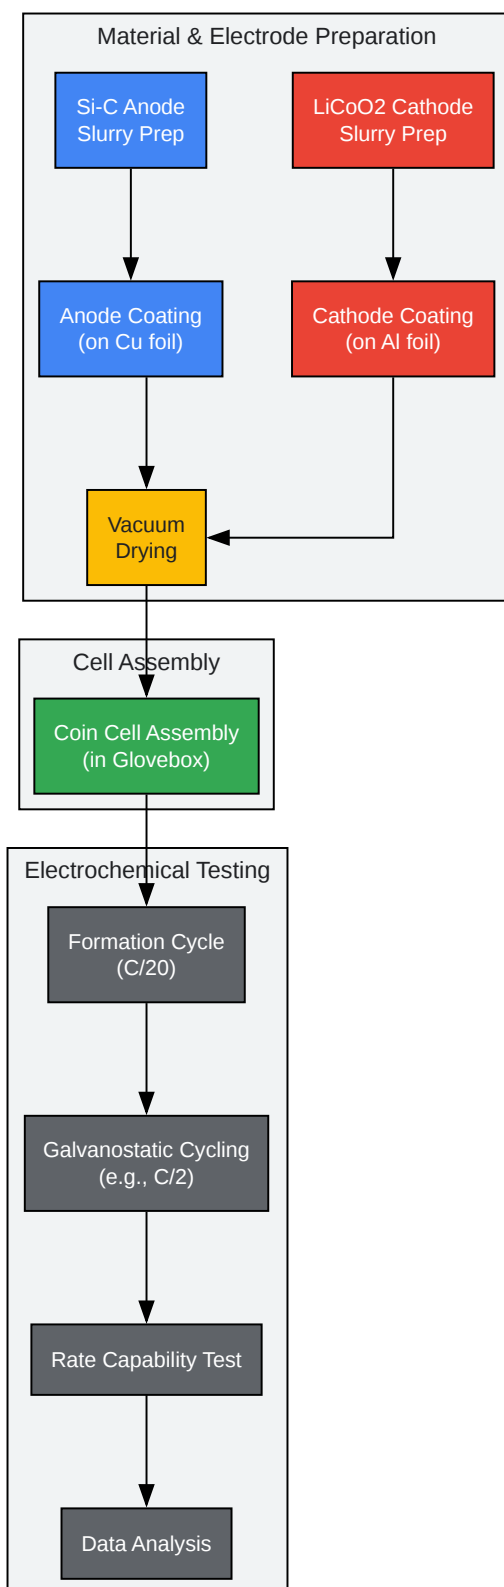 Material & Electrode Preparation
Si-C Anode
Slurry Prep
LiCoO2 Cathode
Slurry Prep
Anode Coating
(on Cu foil)
Cathode Coating
(on Al foil)
Vacuum
Drying
Cell Assembly
Coin Cell Assembly
(in Glovebox)
Electrochemical Testing
Formation Cycle
(C/20)
Galvanostatic Cycling
(e.g., C/2)
Rate Capability Test
Data Analysis